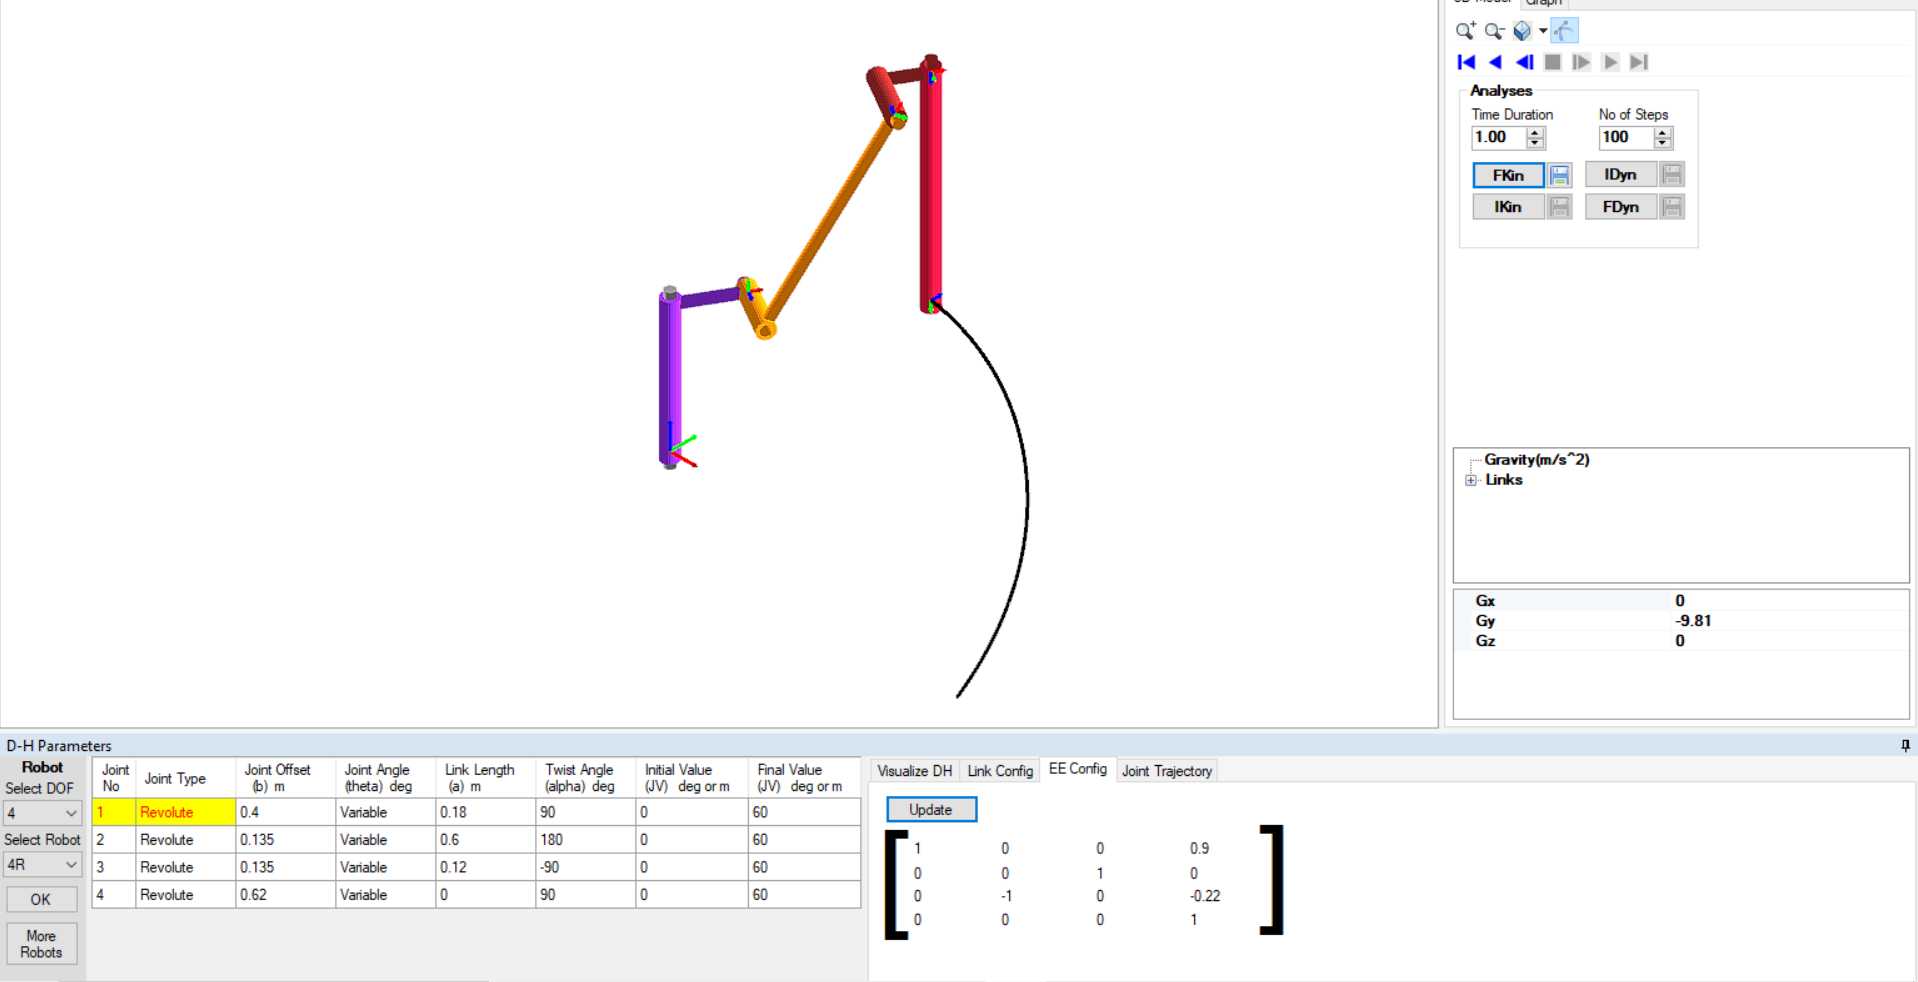 3D Model Graph
Analyses
Time Duration No of Steps
1.00 100
FKin IDyn
IKin FDyn
Gravity(m/s^2)
Links
Gx 0
Gy -9.81
Gz 0
D-H Parameters
Robot
Select DOF
4
Select Robot
4R
OK
More
Robots
Joint No Joint Type Joint Offset (b) m Joint Angle (theta) deg Link Length (a) m Twist Angle (alpha) deg Initial Value (JV) deg or m Final Value (JV) deg or m
1 Revolute 0.4 Variable 0.18 90 0 60
2 Revolute 0.135 Variable 0.6 180 0 60
3 Revolute 0.135 Variable 0.12 -90 0 60
4 Revolute 0.62 Variable 0 90 0 60
Visualize DH Link Config EE Config Joint Trajectory
Update
1 0 0 0.9
0 0 1 0
0 -1 0 -0.22
0 0 0 1